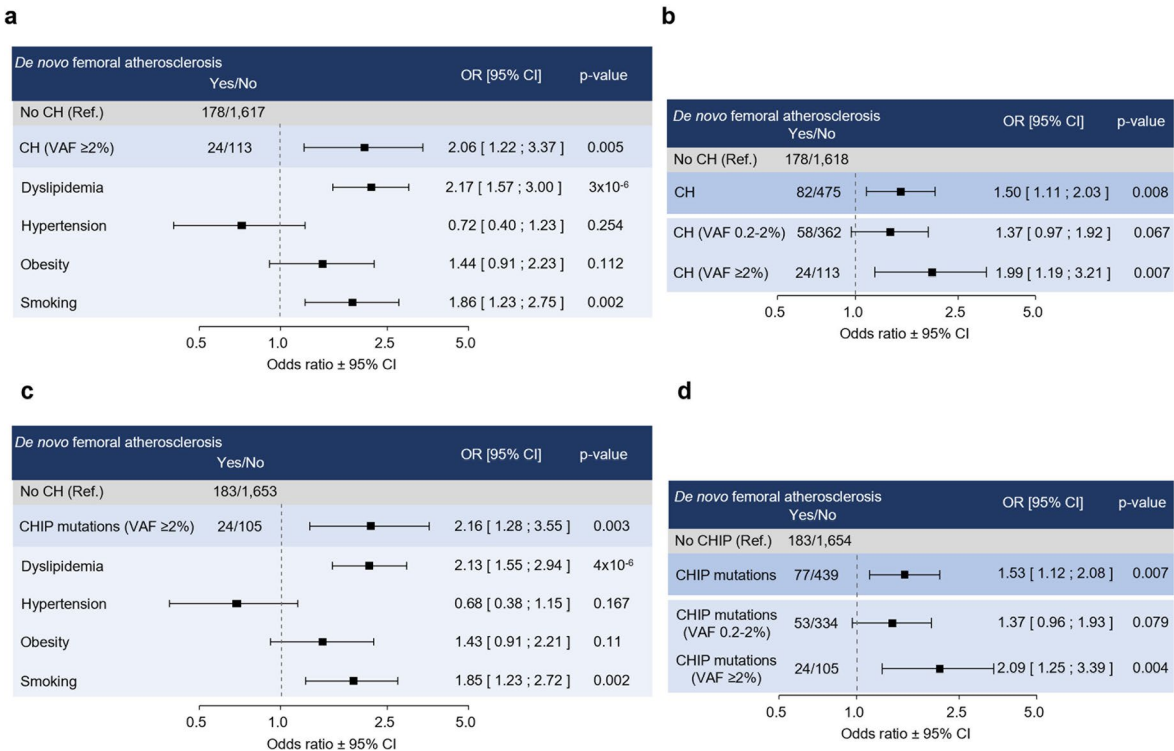 a
De novo femoral atherosclerosis
Yes/No OR [95% CI] p-value
No CH (Ref.) 178/1,617
CH (VAF ≥2%) 24/113 2.06 [ 1.22 ; 3.37 ] 0.005
Dyslipidemia 2.17 [ 1.57 ; 3.00 ] 3x10⁻⁶
Hypertension 0.72 [ 0.40 ; 1.23 ] 0.254
Obesity 1.44 [ 0.91 ; 2.23 ] 0.112
Smoking 1.86 [ 1.23 ; 2.75 ] 0.002
0.5 1.0 2.5 5.0
Odds ratio ± 95% CI
b
De novo femoral atherosclerosis
Yes/No OR [95% CI] p-value
No CH (Ref.) 178/1,618
CH 82/475 1.50 [ 1.11 ; 2.03 ] 0.008
CH (VAF 0.2-2%) 58/362 1.37 [ 0.97 ; 1.92 ] 0.067
CH (VAF ≥2%) 24/113 1.99 [ 1.19 ; 3.21 ] 0.007
0.5 1.0 2.5 5.0
Odds ratio ± 95% CI
c
De novo femoral atherosclerosis
Yes/No OR [95% CI] p-value
No CH (Ref.) 183/1,653
CHIP mutations (VAF ≥2%) 24/105 2.16 [ 1.28 ; 3.55 ] 0.003
Dyslipidemia 2.13 [ 1.55 ; 2.94 ] 4x10⁻⁶
Hypertension 0.68 [ 0.38 ; 1.15 ] 0.167
Obesity 1.43 [ 0.91 ; 2.21 ] 0.11
Smoking 1.85 [ 1.23 ; 2.72 ] 0.002
0.5 1.0 2.5 5.0
Odds ratio ± 95% CI
d
De novo femoral atherosclerosis
Yes/No OR [95% CI] p-value
No CHIP (Ref.) 183/1,654
CHIP mutations 77/439 1.53 [ 1.12 ; 2.08 ] 0.007
CHIP mutations
(VAF 0.2-2%) 53/334 1.37 [ 0.96 ; 1.93 ] 0.079
CHIP mutations
(VAF ≥2%) 24/105 2.09 [ 1.25 ; 3.39 ] 0.004
0.5 1.0 2.5 5.0
Odds ratio ± 95% CI